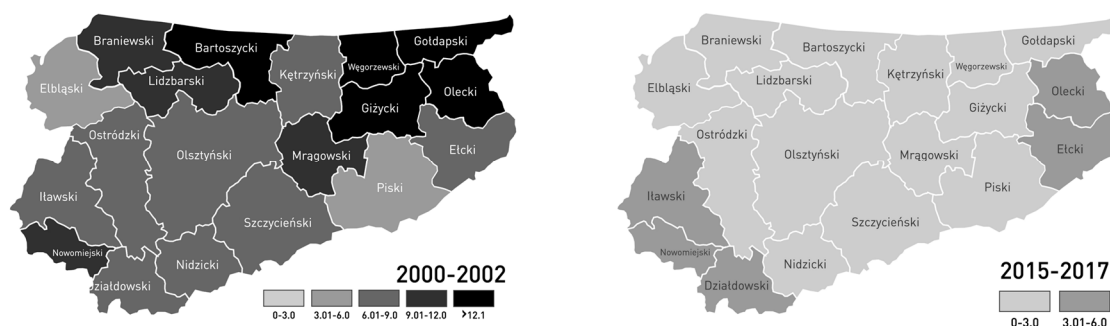 Braniewski
Bartoszycki
Gołdapski
Węgorzewski
Kętrzyński
Lidzbarski
Elbląski
Olecki
Giżycki
Ostródzki
Olsztyński
Mrągowski
Ełcki
Piski
Iławski
Szczycieński
Nowomiejski
Nidzicki
Działdowski
2000-2002
0-3.0 3.01-6.0 6.01-9.0 9.01-12.0 >12.1
Braniewski
Bartoszycki
Gołdapski
Węgorzewski
Kętrzyński
Lidzbarski
Elbląski
Olecki
Giżycki
Ostródzki
Olsztyński
Mrągowski
Ełcki
Piski
Iławski
Szczycieński
Nowomiejski
Nidzicki
Działdowski
2015-2017
0-3.0 3.01-6.0